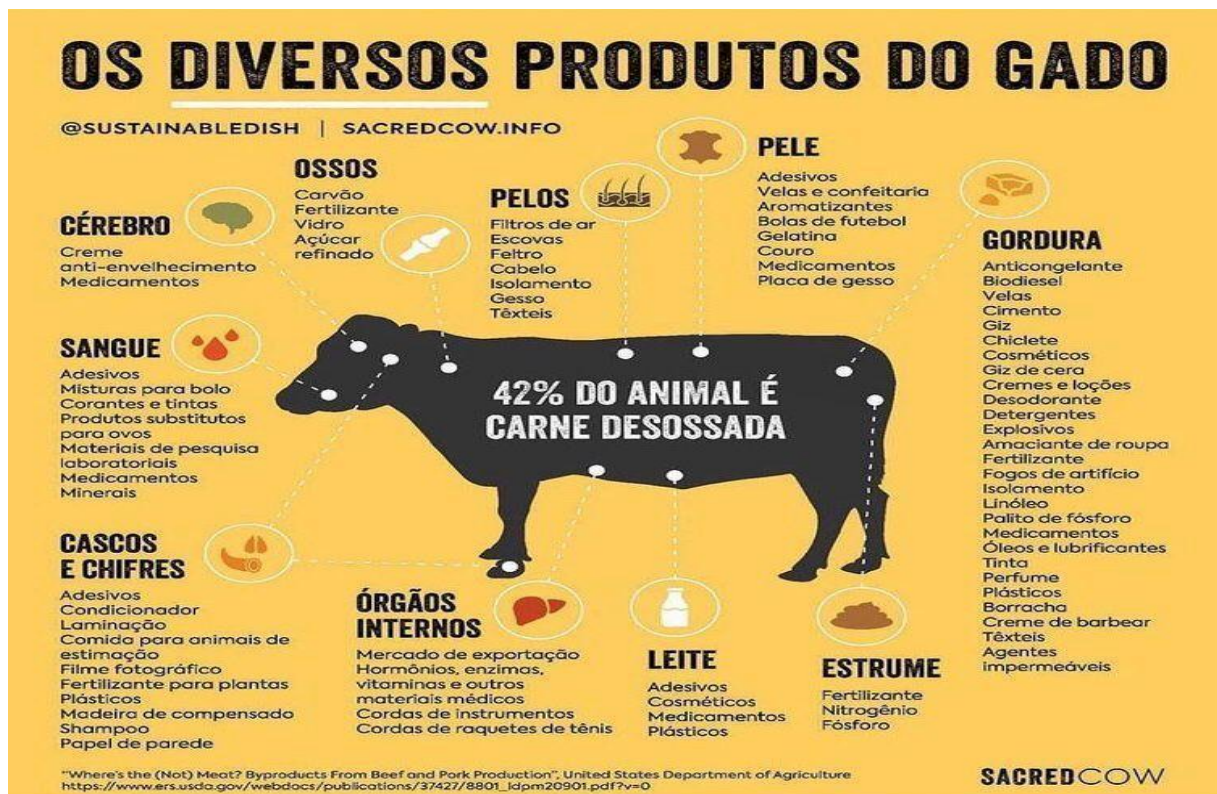 OS DIVERSOS PRODUTOS DO GADO
@SUSTAINABLEDISH | SACREDCOW.INFO
CÉREBRO
Creme
anti-envelhecimento
Medicamentos
OSSOS
Carvão
Fertilizante
Vidro
Açúcar
refinado
PELOS
Filtros de ar
Escovas
Feltro
Cabelo
Isolamento
Gesso
Têxteis
PELE
Adesivos
Velas e confeitaria
Aromatizantes
Bolas de futebol
Gelatina
Couro
Medicamentos
Placa de gesso
GORDURA
Anticongelante
Biodiesel
Velas
Cimento
Giz
Chiclete
Cosméticos
Giz de cera
Cremes e loções
Desodorante
Detergentes
Explosivos
Amaciante de roupa
Fertilizante
Fogos de artifício
Isolamento
Linóleo
Palito de fósforo
Medicamentos
Óleos e lubrificantes
Tinta
Perfume
Plásticos
Borracha
Creme de barbear
Têxteis
Agentes
impermeáveis
SANGUE
Adesivos
Misturas para bolo
Corantes e tintas
Produtos substitutos
para ovos
Materiais de pesquisa
laboratoriais
Medicamentos
Minerais
42% DO ANIMAL É
CARNE DESOSSADA
CASCOS
E CHIFRES
Adesivos
Condicionador
Laminação
Comida para animais de
estimação
Filme fotográfico
Fertilizante para plantas
Plásticos
Madeira de compensado
Shampoo
Papel de parede
ÓRGÃOS
INTERNOS
Mercado de exportação
Hormônios, enzimas,
vitaminas e outros
materiais médicos
Cordas de instrumentos
Cordas de raquetes de tênis
LEITE
Adesivos
Cosméticos
Medicamentos
Plásticos
ESTRUME
Fertilizante
Nitrogênio
Fósforo
"Where's the (Not) Meat? Byproducts From Beef and Pork Production", United States Department of Agriculture
https://www.ers.usda.gov/webdocs/publications/37427/8801_ldpm20901.pdf?v=0
SACREDCOW